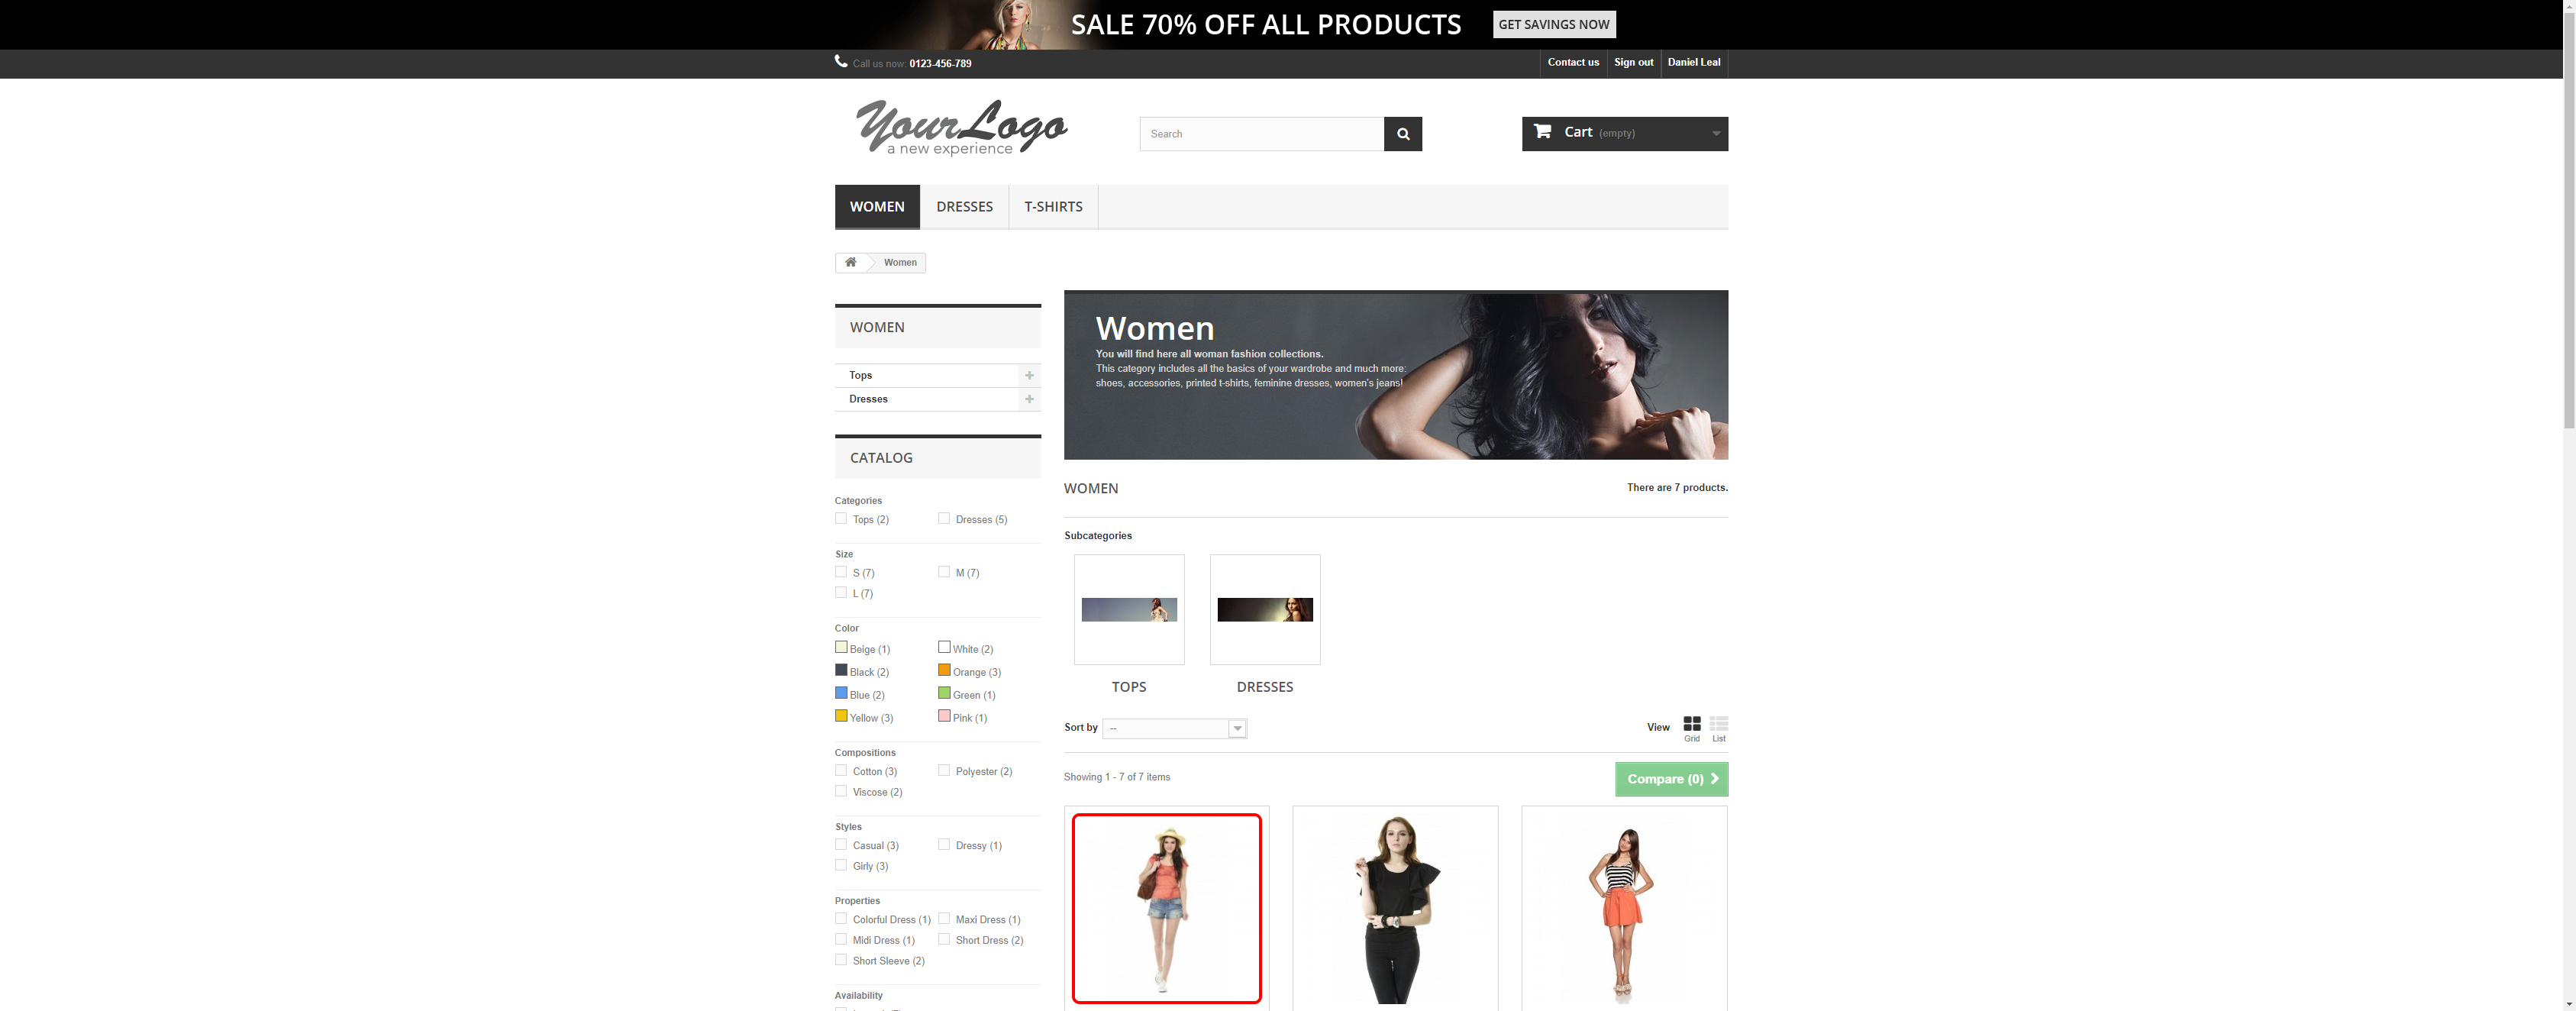 SALE 70% OFF ALL PRODUCTS GET SAVINGS NOW
Call us now: 0123-456-789 Contact us Sign out Daniel Leal
YourLogo
a new experience
Search
Cart (empty)
WOMEN DRESSES T-SHIRTS
Women
WOMEN
Tops
Dresses
CATALOG
Categories
Tops (2) Dresses (5)
Size
S (7) M (7)
L (7)
Color
Beige (1) White (2)
Black (2) Orange (3)
Blue (2) Green (1)
Yellow (3) Pink (1)
Compositions
Cotton (3) Polyester (2)
Viscose (2)
Styles
Casual (3) Dressy (1)
Girly (3)
Properties
Colorful Dress (1) Maxi Dress (1)
Midi Dress (1) Short Dress (2)
Short Sleeve (2)
Availability
Women
You will find here all woman fashion collections.
This category includes all the basics of your wardrobe and much more:
shoes, accessories, printed t-shirts, feminine dresses, women's jeans!
WOMEN There are 7 products.
Subcategories
TOPS DRESSES
Sort by -- View Grid List
Showing 1 - 7 of 7 items Compare (0)